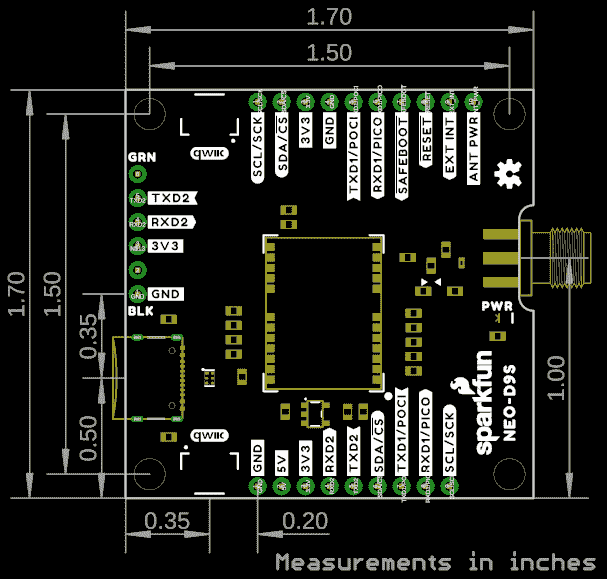 1.70
1.50
qwiic
SCL/SCK
SDA/CS
3V3
GND
TXD1/POCI
RXD1/PICO
SAFEBOOT
RESET
EXT INT
ANT PWR
GRN
TXD2
RXD2
3V3
GND
BLK
1.70
1.50
0.35
0.50
PWR
1.00
sparkfun
NEO-D9S
qwiic
GND
5V
3V3
RXD2
TXD2
SDA/CS
TXD1/POCI
RXD1/PICO
SCL/SCK
0.35
0.20
Measurements in inches